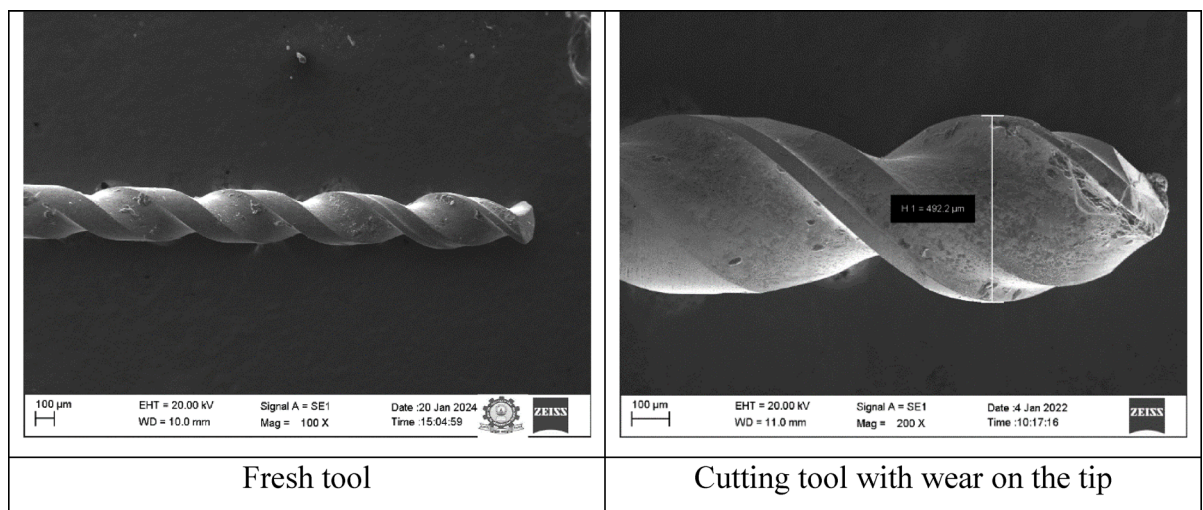 100 µm
EHT = 20.00 kV
WD = 10.0 mm
Signal A = SE1
Mag = 100 X
Date :20 Jan 2024
Time :15:04:59
ZEISS
H 1 = 492.2 µm
100 µm
EHT = 20.00 kV
WD = 11.0 mm
Signal A = SE1
Mag = 200 X
Date :4 Jan 2022
Time :10:17:16
ZEISS
Fresh tool
Cutting tool with wear on the tip